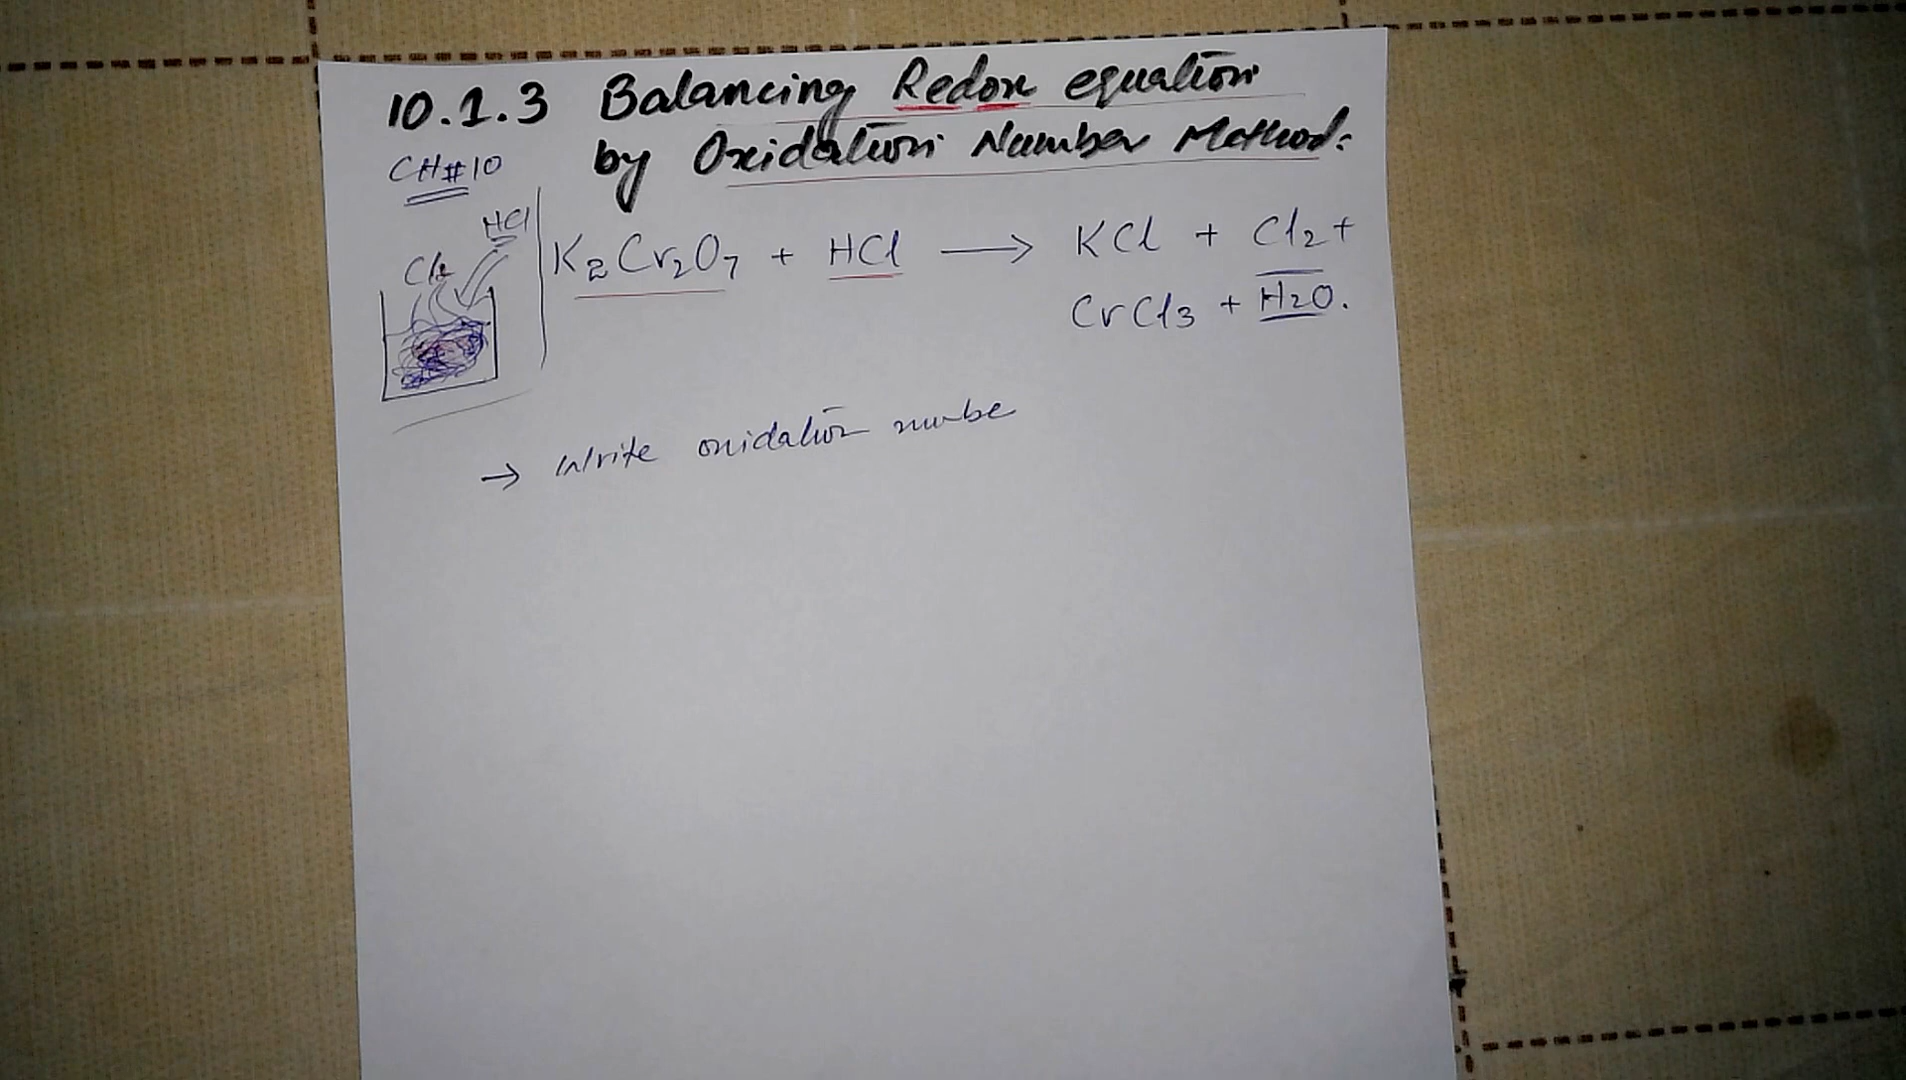 10.1.3 Balancing Redox equation
by Oxidation Number Method:
CH#10
HCl
Cl2
K2Cr2O7 + HCl → KCl + Cl2 +
CrCl3 + H2O.
→ Write oxidation numbe